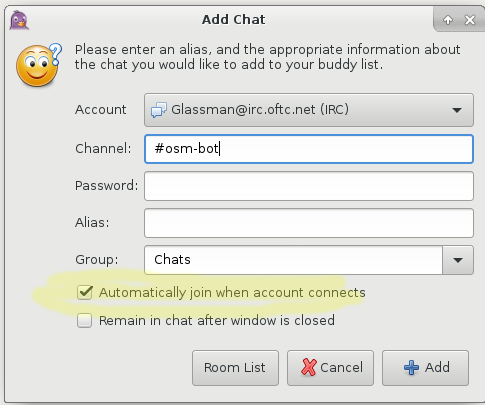 Add Chat
Please enter an alias, and the appropriate information about
the chat you would like to add to your buddy list.
Account
Glassman@irc.oftc.net (IRC)
Channel:
#osm-bot
Password:
Alias:
Group:
Chats
Automatically join when account connects
Remain in chat after window is closed
Room List
Cancel
Add